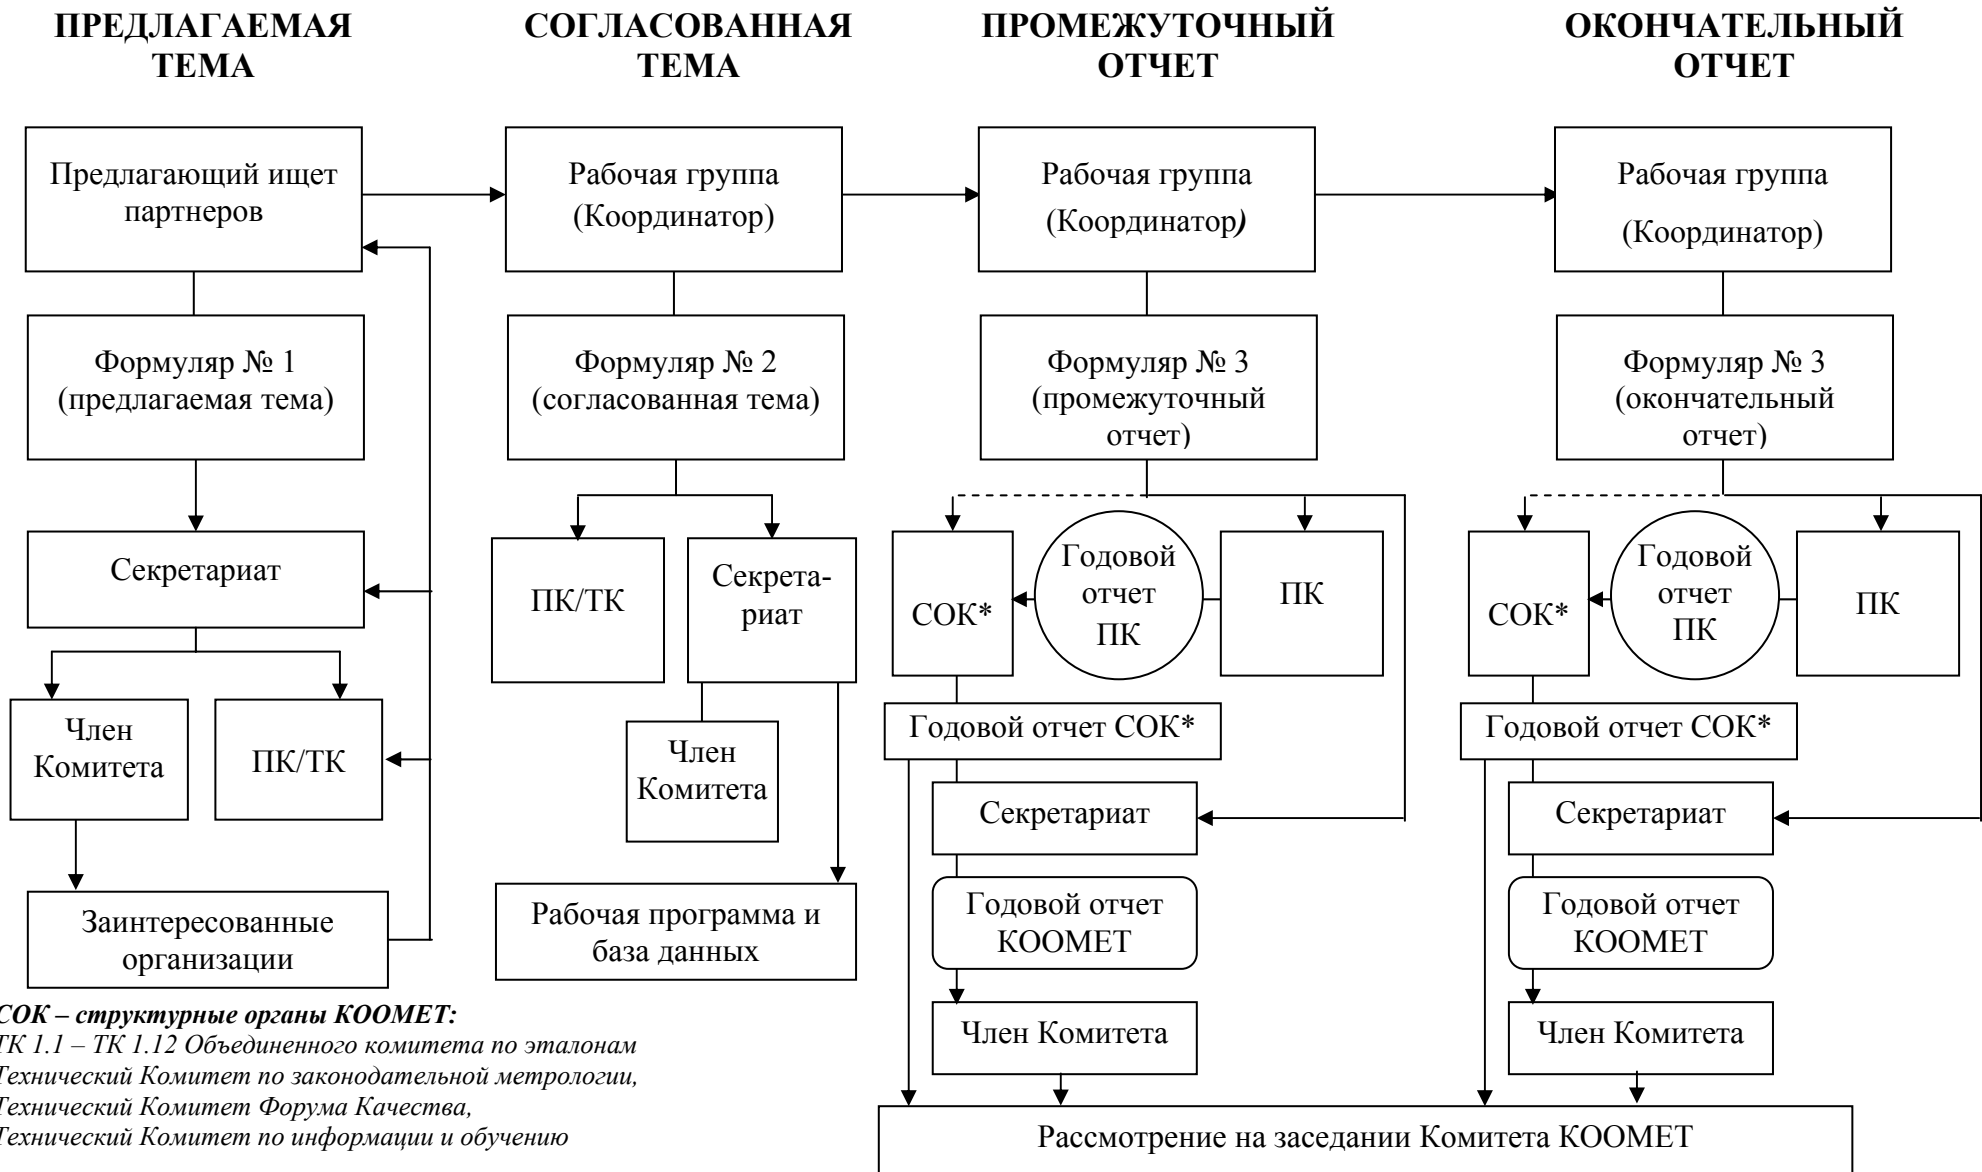 ПРЕДЛАГАЕМАЯ
ТЕМА
Предлагающий ищет
партнеров
Формуляр № 1
(предлагаемая тема)
Секретариат
Член
Комитета
ПК/ТК
Заинтересованные
организации
СОГЛАСОВАННАЯ
ТЕМА
Рабочая группа
(Координатор)
Формуляр № 2
(согласованная тема)
ПК/ТК
Секрета-
риат
Член
Комитета
Рабочая программа и
база данных
ПРОМЕЖУТОЧНЫЙ
ОТЧЕТ
Рабочая группа
(Координатор)
Формуляр № 3
(промежуточный
отчет)
СОК*
Годовой
отчет
ПК
ПК
Годовой отчет СОК*
Секретариат
Годовой отчет
КООМЕТ
Член Комитета
ОКОНЧАТЕЛЬНЫЙ
ОТЧЕТ
Рабочая группа
(Координатор)
Формуляр № 3
(окончательный
отчет)
СОК*
Годовой
отчет
ПК
ПК
Годовой отчет СОК*
Секретариат
Годовой отчет
КООМЕТ
Член Комитета
Рассмотрение на заседании Комитета КООМЕТ
СОК – структурные органы КООМЕТ:
ТК 1.1 – ТК 1.12 Объединенного комитета по эталонам
Технический Комитет по законодательной метрологии,
Технический Комитет Форума Качества,
Технический Комитет по информации и обучению